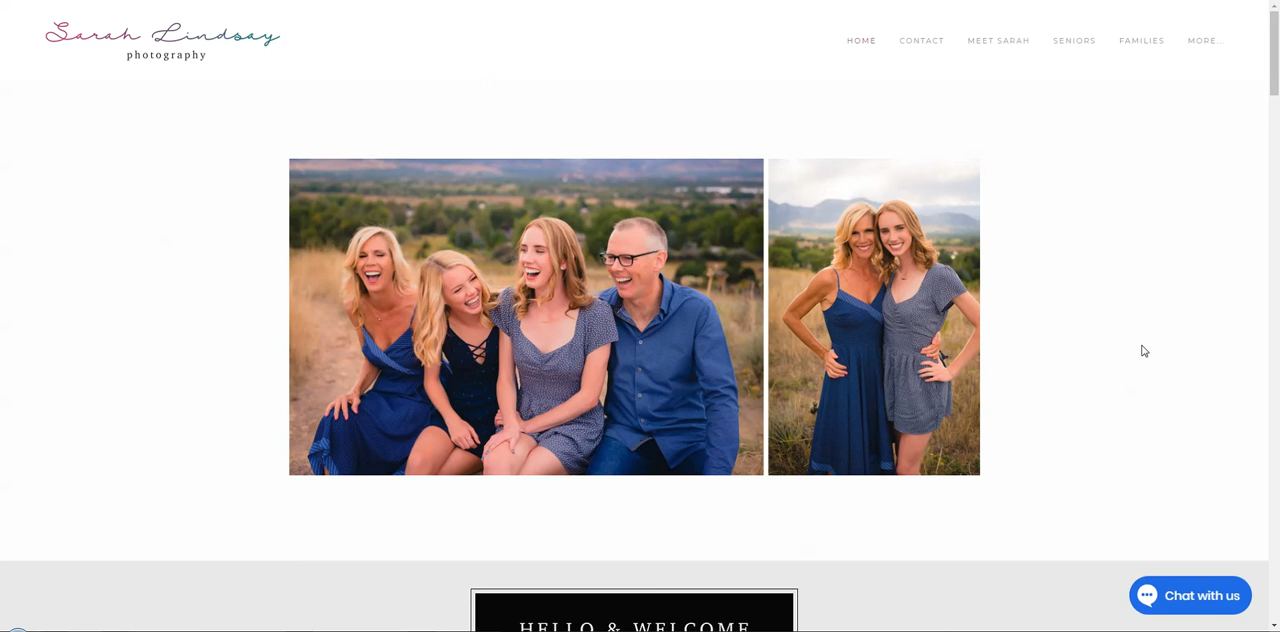 Sarah Lindsay
photography
HOME CONTACT MEET SARAH SENIORS FAMILIES MORE...
HELLO & WELCOME
Chat with us